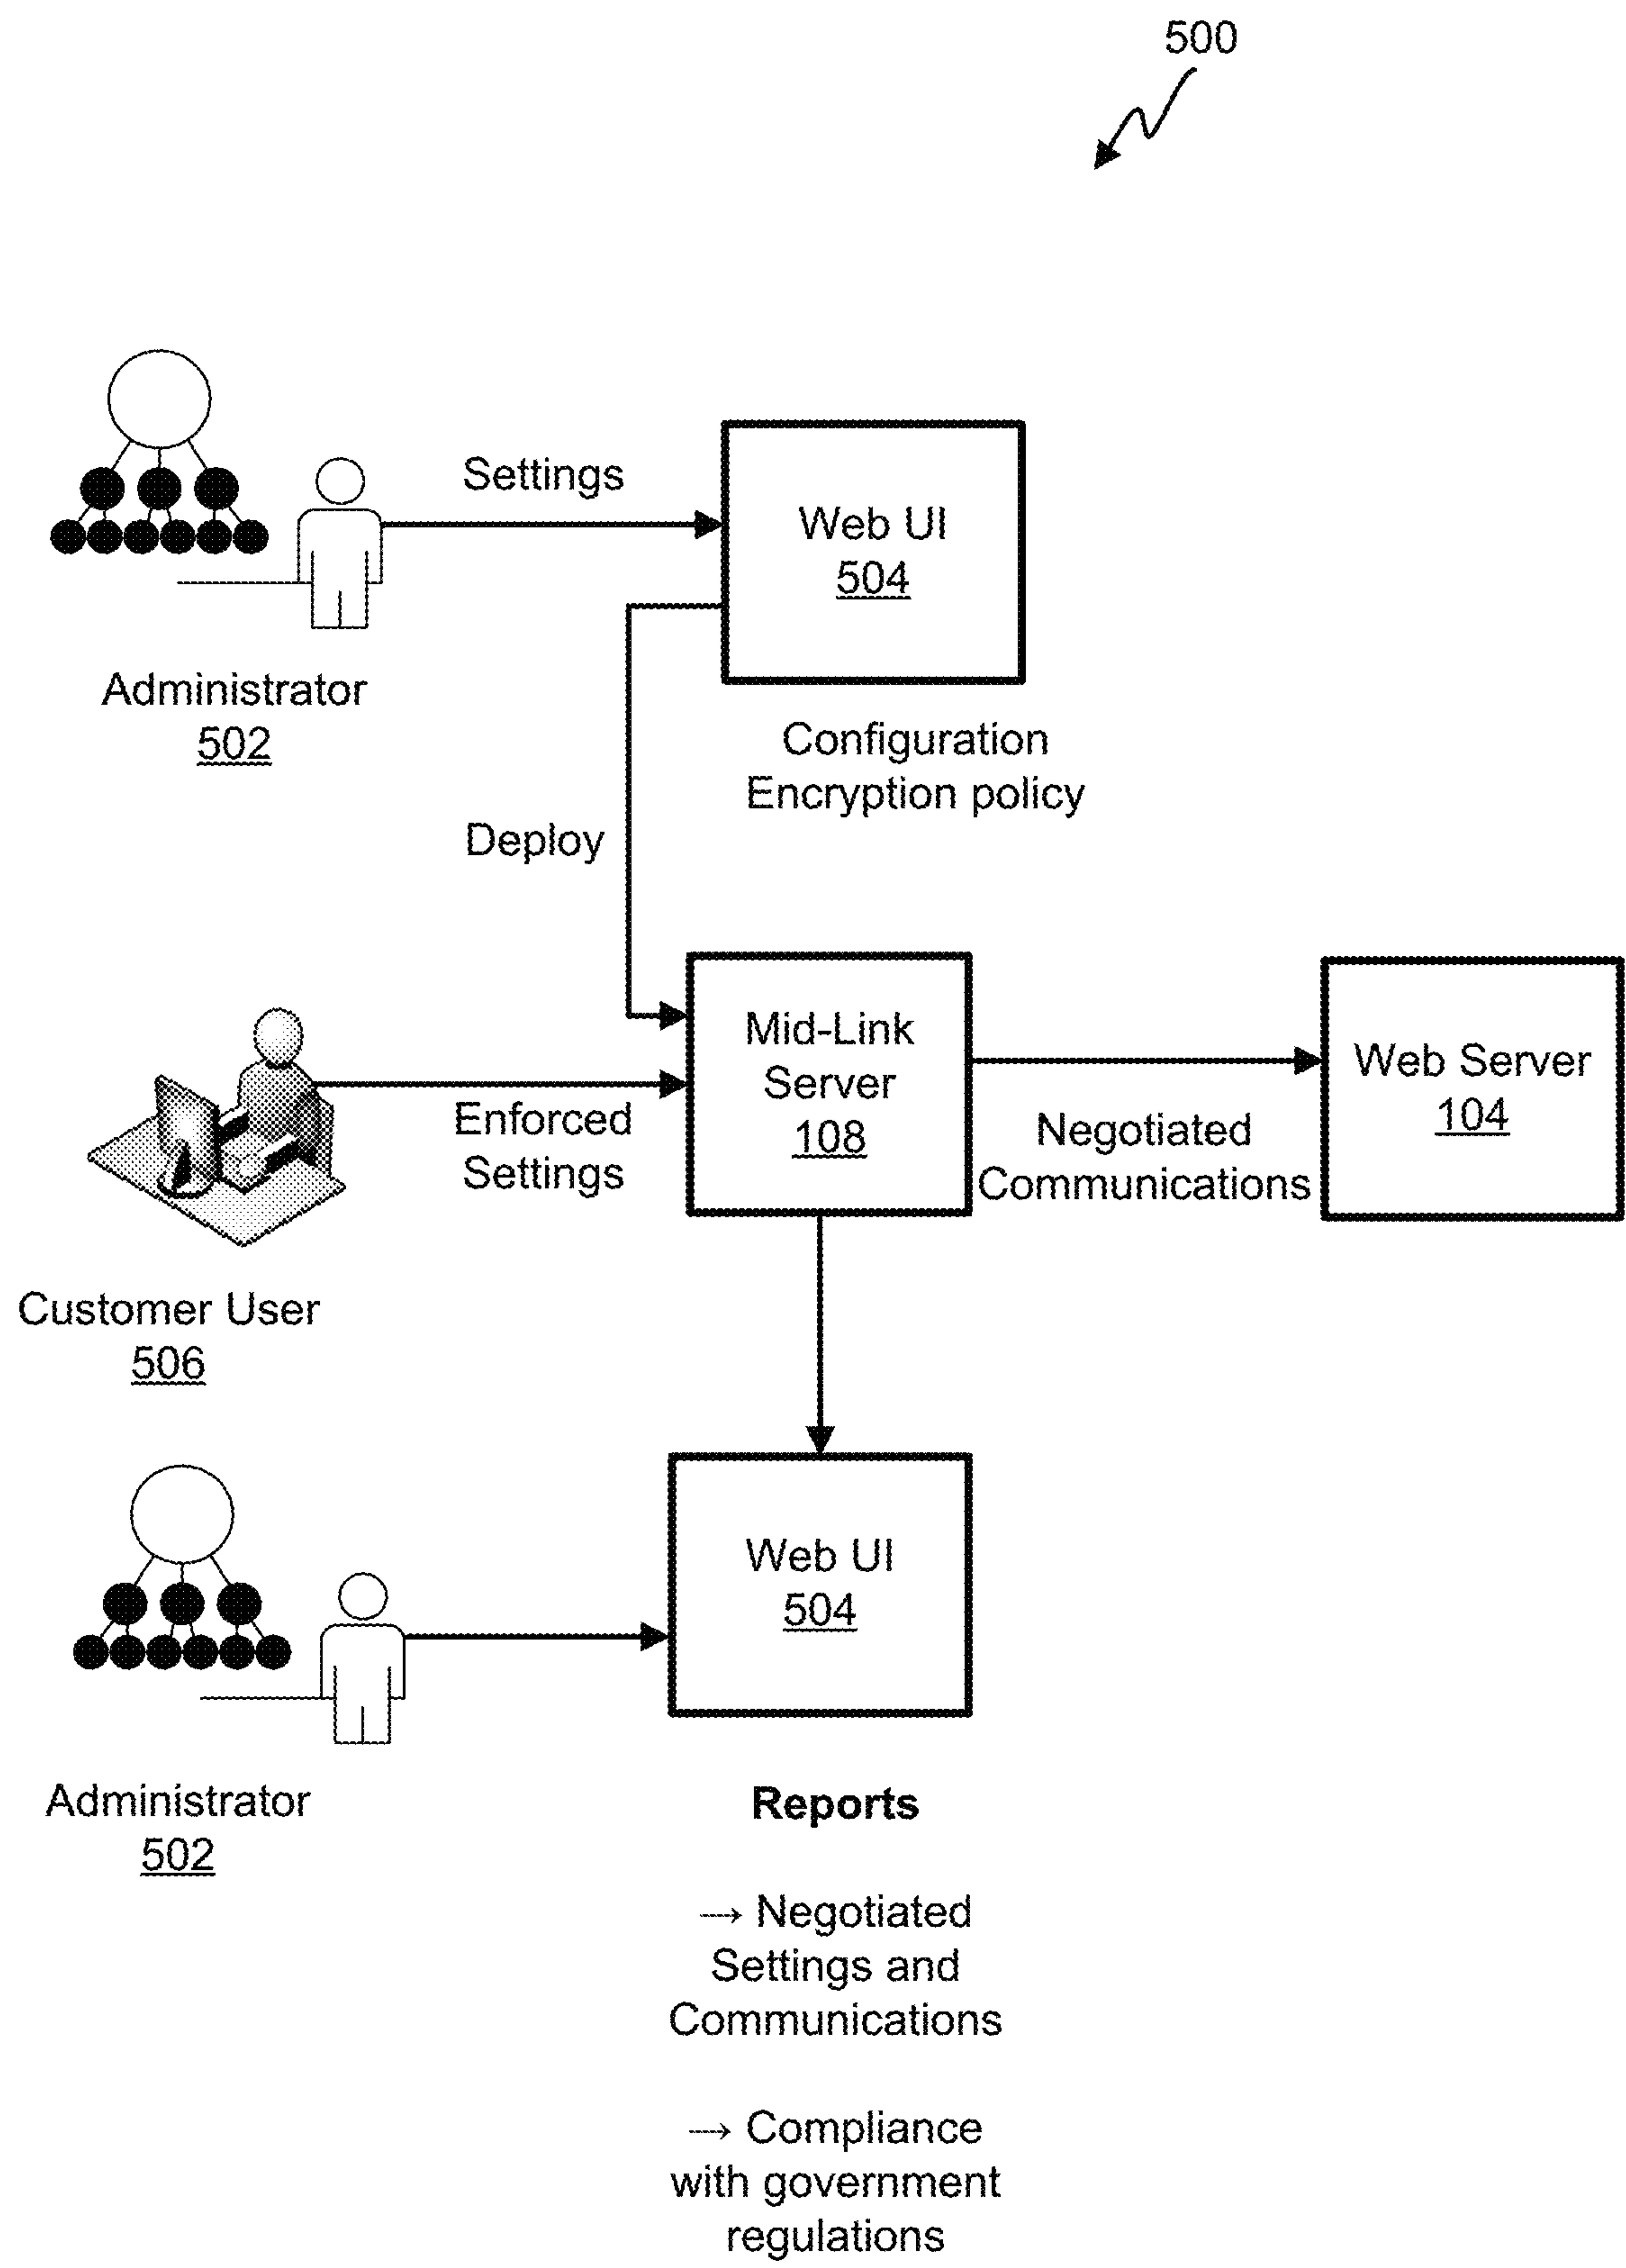 500
Settings
Web UI
504
Administrator
502
Configuration
Encryption policy
Deploy
Mid-Link
Server
108
Web Server
104
Enforced
Settings
Negotiated
Communications
Customer User
506
Web UI
504
Administrator
502
Reports
→ Negotiated
Settings and
Communications
→ Compliance
with government
regulations